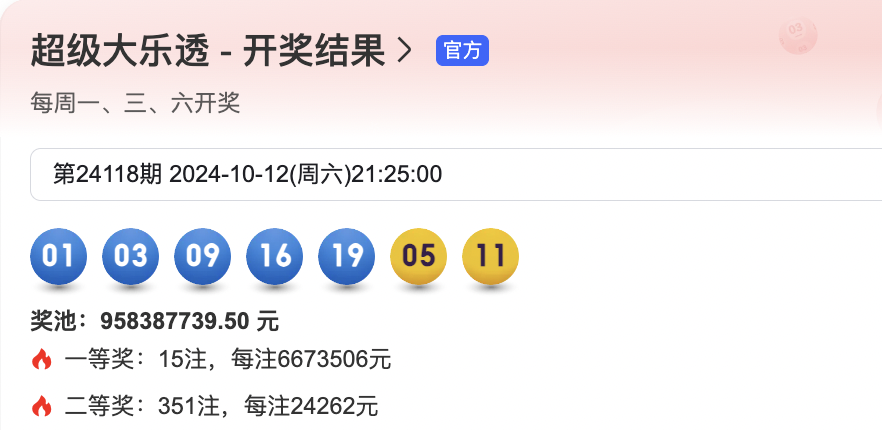 超级大乐透 - 开奖结果 >
官方
每周一、三、六开奖
第24118期 2024-10-12(周六)21:25:00
01 03 09 16 19 05 11
奖池：958387739.50 元
一等奖：15注，每注6673506元
二等奖：351注，每注24262元